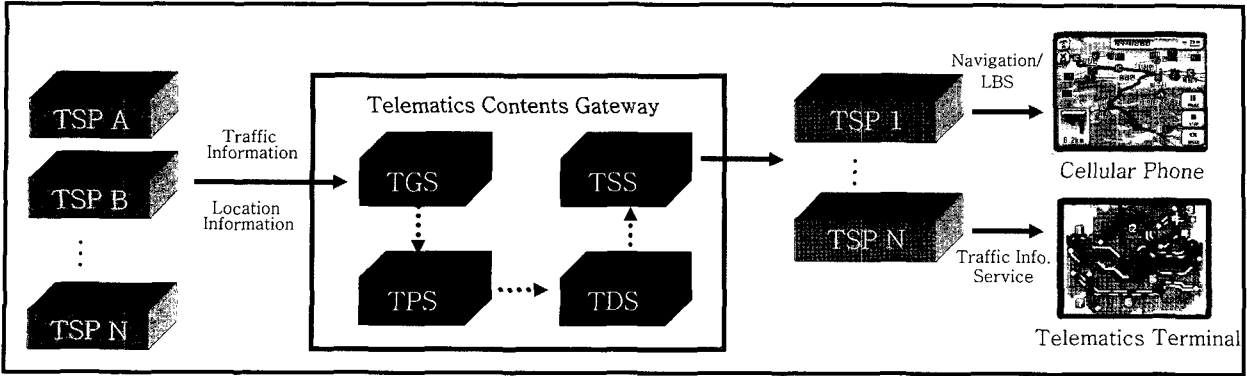 TSP A
TSP B
TSP N
Traffic
Information
Location
Information
Telematics Contents Gateway
TGS
TSS
TPS
TDS
TSP 1
TSP N
Navigation/
LBS
Cellular Phone
Traffic Info.
Service
Telematics Terminal